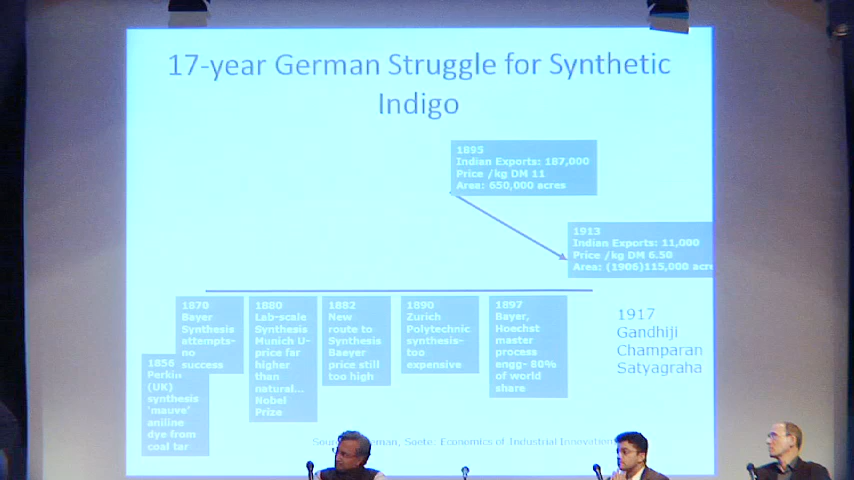 17-year German Struggle for Synthetic
Indigo
1895
Indian Exports: 187,000
Price /kg DM 11
Area: 650,000 acres
1913
Indian Exports: 11,000
Price /kg DM 6.50
Area: (1906)115,000 acre
1870
Bayer
Synthesis
attempts-
no
success
1880
Lab-scale
Synthesis
Munich U-
price far
higher
than
natural...
Nobel
Prize
1882
New
route to
Synthesis
Baeyer
price still
too high
1890
Zurich
Polytechnic
synthesis-
too
expensive
1897
Bayer,
Hoechst
master
process
engg- 80%
of world
share
1917
Gandhiji
Champaran
Satyagraha
1856
Perkin
(UK)
synthesis
'mauve'
aniline
dye from
coal tar
Soete: Economics of Industrial Innovation